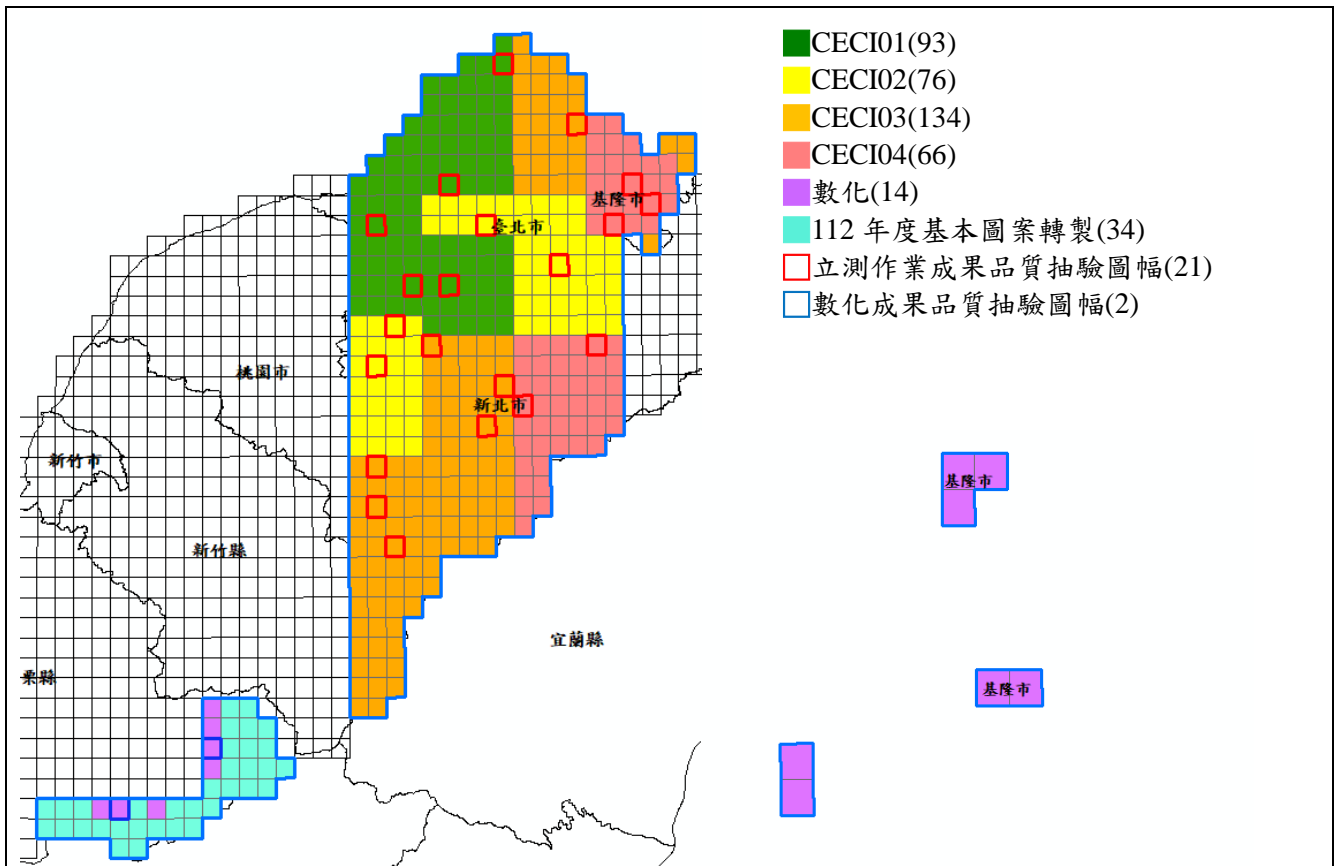 CECI01(93)
CECI02(76)
CECI03(134)
CECI04(66)
數化(14)
112 年度基本圖案轉製(34)
立測作業成果品質抽驗圖幅(21)
數化成果品質抽驗圖幅(2)
基隆市
臺北市
桃園市
新北市
新竹市
新竹縣
宜蘭縣
栗縣
基隆市
基隆市